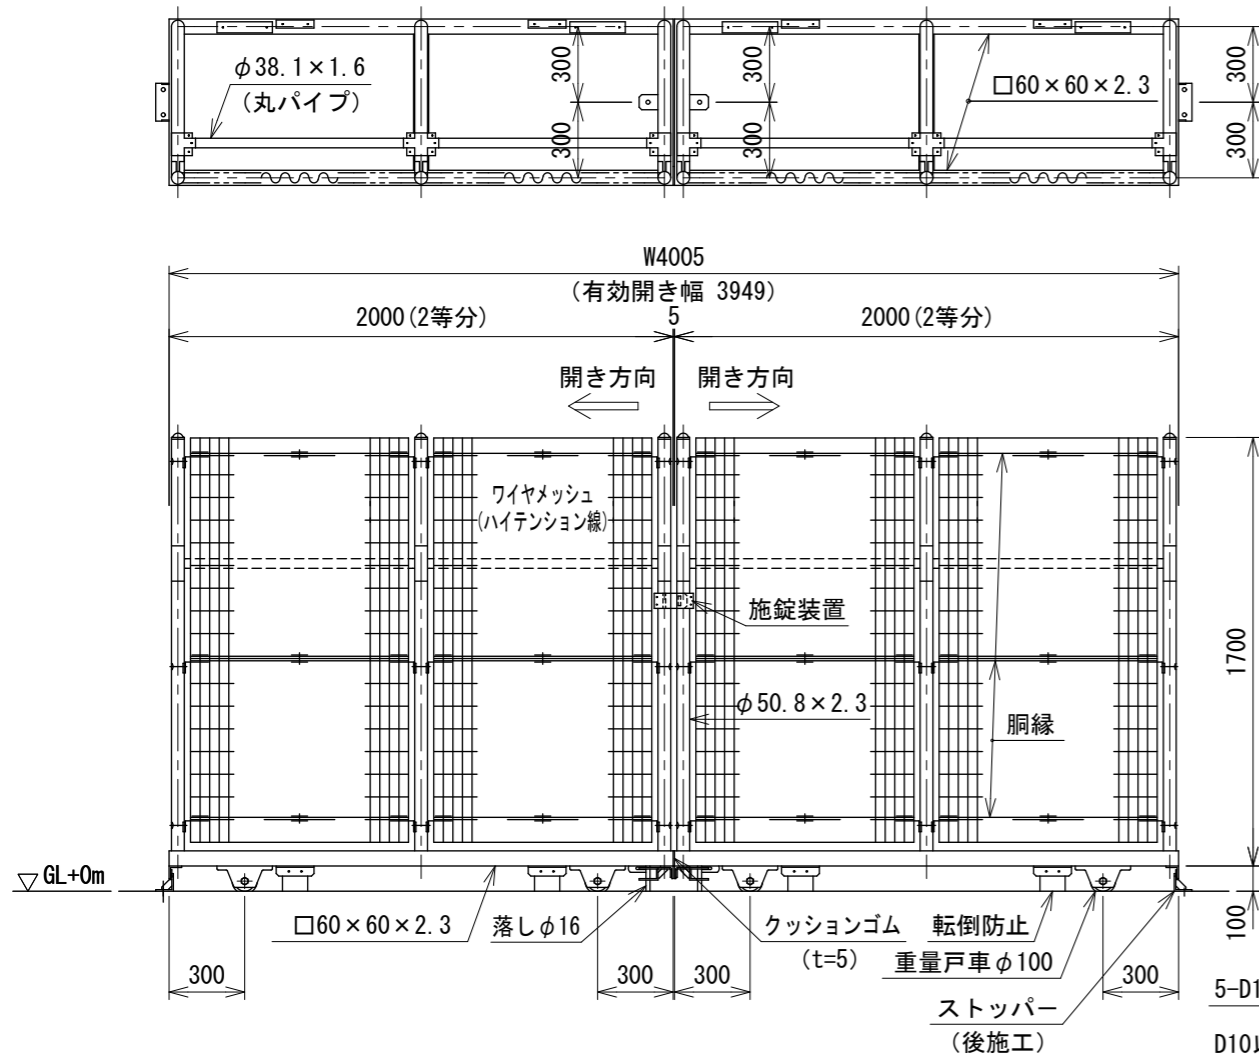 φ38.1×1.6
(丸パイプ)
300
300
300
300
□60×60×2.3
300
300
W4005
(有効開き幅 3949)
2000(2等分)
5
2000(2等分)
開き方向
開き方向
ワイヤメッシュ
(ハイテンション線)
施錠装置
1700
φ50.8×2.3
胴縁
▽GL+0m
□60×60×2.3
落しφ16
クッションゴム
(t=5)
転倒防止
重量戸車φ100
100
300
300
300
300
ストッパー
(後施工)
5-D1